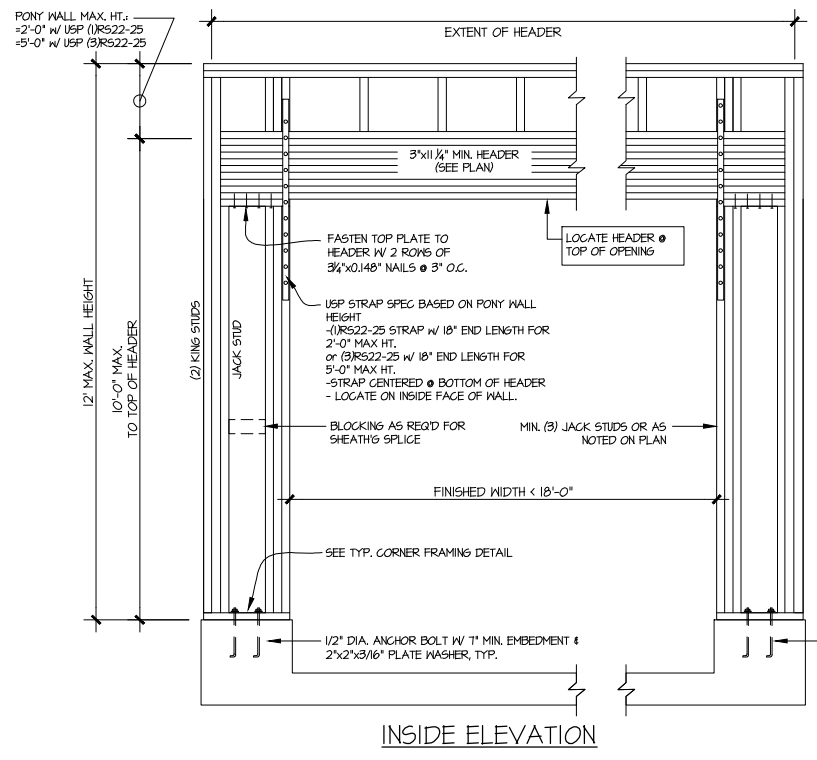 PONY WALL MAX. HT.:
=2'-0" W/ USP (1)RS22-25
=5'-0" W/ USP (3)RS22-25
EXTENT OF HEADER
3"x11 1/4" MIN. HEADER
(SEE PLAN)
FASTEN TOP PLATE TO
HEADER W/ 2 ROWS OF
3 1/4"x0.148" NAILS @ 3" O.C.
LOCATE HEADER @
TOP OF OPENING
USP STRAP SPEC BASED ON PONY WALL
HEIGHT
-(1)RS22-25 STRAP W/ 18" END LENGTH FOR
2'-0" MAX HT.
or (3)RS22-25 W/ 18" END LENGTH FOR
5'-0" MAX HT.
-STRAP CENTERED @ BOTTOM OF HEADER
- LOCATE ON INSIDE FACE OF WALL.
12' MAX. WALL HEIGHT
10'-0" MAX.
TO TOP OF HEADER
(2) KING STUDS
JACK STUD
BLOCKING AS REQ'D FOR
SHEATH'G SPLICE
MIN. (3) JACK STUDS OR AS
NOTED ON PLAN
FINISHED WIDTH < 18'-0"
SEE TYP. CORNER FRAMING DETAIL
1/2" DIA. ANCHOR BOLT W/ 7" MIN. EMBEDMENT &
2"x2"x3/16" PLATE WASHER, TYP.
INSIDE ELEVATION